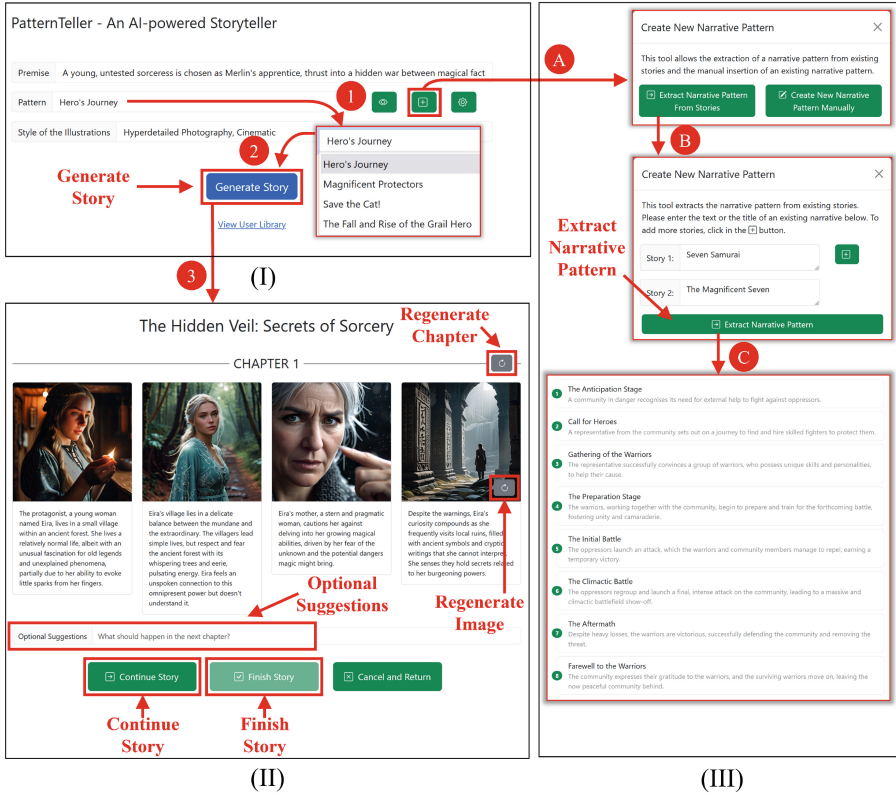 PatternTeller - An AI-powered Storyteller
Premise A young, untested sorceress is chosen as Merlin's apprentice, thrust into a hidden war between magical fact
Pattern Hero's Journey
1
Style of the Illustrations Hyperdetailed Photography, Cinematic
2
Generate
Story
Generate Story
View User Library
Hero's Journey
Hero's Journey
Magnificent Protectors
Save the Cat!
The Fall and Rise of the Grail Hero
3
(I)
A
Create New Narrative Pattern
This tool allows the extraction of a narrative pattern from existing
stories and the manual insertion of an existing narrative pattern.
Extract Narrative Pattern
From Stories
Create New Narrative
Pattern Manually
B
Create New Narrative Pattern
This tool extracts the narrative pattern from existing stories.
Please enter the text or the title of an existing narrative below. To
add more stories, click in the + button.
Extract
Narrative
Pattern
Story 1: Seven Samurai
Story 2: The Magnificent Seven
Extract Narrative Pattern
C
1 The Anticipation Stage
A community in danger recognises its need for external help to fight against oppressors.
2 Call for Heroes
A representative from the community sets out on a journey to find and hire skilled fighters to protect them.
3 Gathering of the Warriors
The representative successfully convinces a group of warriors, who possess unique skills and personalities,
to help their cause.
4 The Preparation Stage
The warriors, working together with the community, begin to prepare and train for the forthcoming battle,
fostering unity and camaraderie.
5 The Initial Battle
The oppressors launch an attack, which the warriors and community members manage to repel, earning a
temporary victory.
6 The Climactic Battle
The oppressors regroup and launch a final, intense attack on the community, leading to a massive and
climactic battlefield show-off.
7 The Aftermath
Despite heavy losses, the warriors are victorious, successfully defending the community and removing the
threat.
8 Farewell to the Warriors
The community expresses their gratitude to the warriors, and the surviving warriors move on, leaving the
now peaceful community behind.
(III)
The Hidden Veil: Secrets of Sorcery
Regenerate
Chapter
CHAPTER 1
The protagonist, a young woman
named Eira, lives in a small village
within an ancient forest. She lives a
relatively normal life, albeit with an
unusual fascination for old legends
and unexplained phenomena,
partially due to her ability to evoke
little sparks from her fingers.
Eira's village lies in a delicate
balance between the mundane and
the extraordinary. The villagers lead
simple lives, but respect and fear
the ancient forest with its
whispering trees and eerie,
pulsating energy. Eira feels an
unspoken connection to this
omnipresent power but doesn't
understand it.
Eira's mother, a stern and pragmatic
woman, cautions her against
delving into her growing magical
abilities, driven by her fear of the
unknown and the potential dangers
magic might bring.
Despite the warnings, Eira's
curiosity compounds as she
frequently visits local ruins, filled
with ancient symbols and cryptic
writings that she cannot interpret.
She senses they hold secrets related
to her burgeoning powers.
Optional
Suggestions
Regenerate
Image
Optional Suggestions What should happen in the next chapter?
Continue Story
Finish Story
Cancel and Return
Continue
Story
Finish
Story
(II)